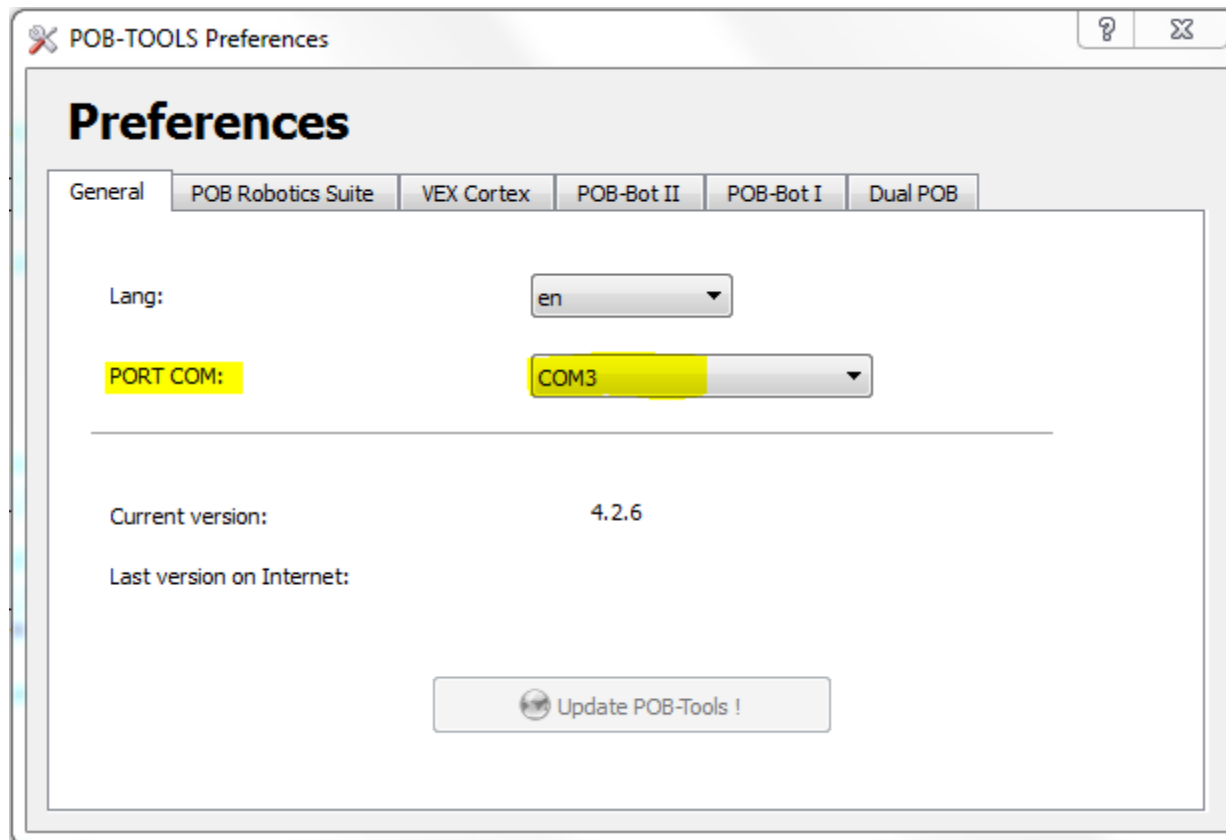 POB-TOOLS Preferences
Preferences
General POB Robotics Suite VEX Cortex POB-Bot II POB-Bot I Dual POB
Lang: en
PORT COM: COM3
Current version: 4.2.6
Last version on Internet:
Update POB-Tools !